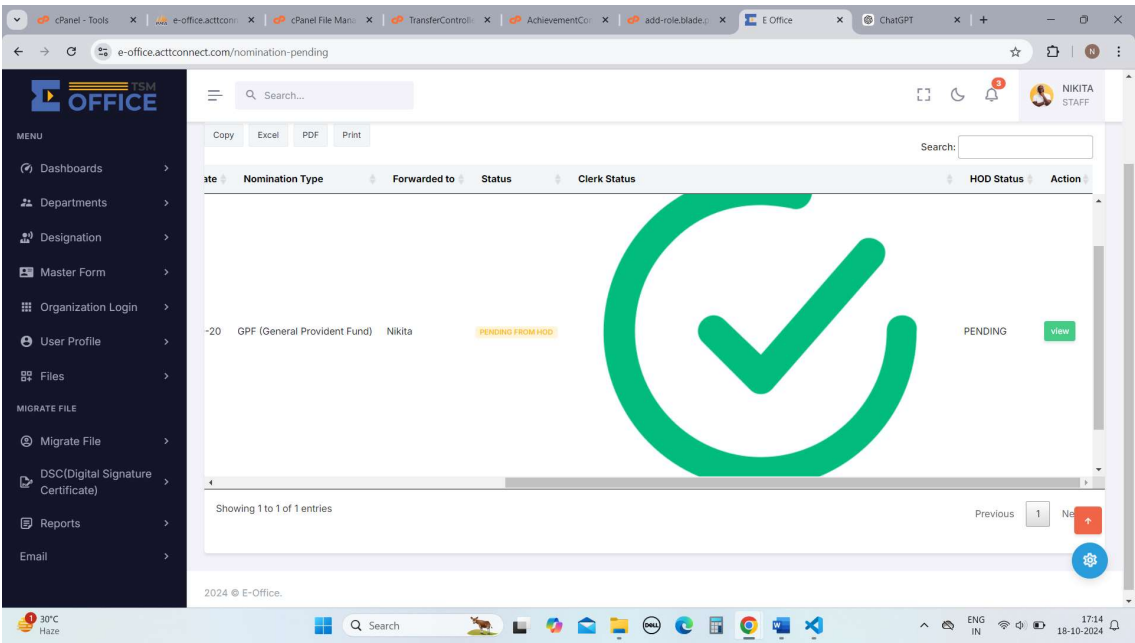 cPanel - Tools
e-office.acttconn
cPanel File Mana
TransferControlle
AchievementCon
add-role.blade.p
E Office
ChatGPT
e-office.acttconnect.com/nomination-pending
N
TSM
OFFICE
Search...
3
NIKITA
STAFF
MENU
Dashboards
Departments
Designation
Master Form
Organization Login
User Profile
Files
MIGRATE FILE
Migrate File
DSC(Digital Signature
Certificate)
Reports
Email
Copy Excel PDF Print
Search:
ate Nomination Type Forwarded to Status Clerk Status HOD Status Action
-20 GPF (General Provident Fund) Nikita PENDING FROM HOD PENDING view
Showing 1 to 1 of 1 entries
Previous 1 Ne
2024 © E-Office.
1
30°C
Haze
Search
DELL
ENG
IN
17:14
18-10-2024